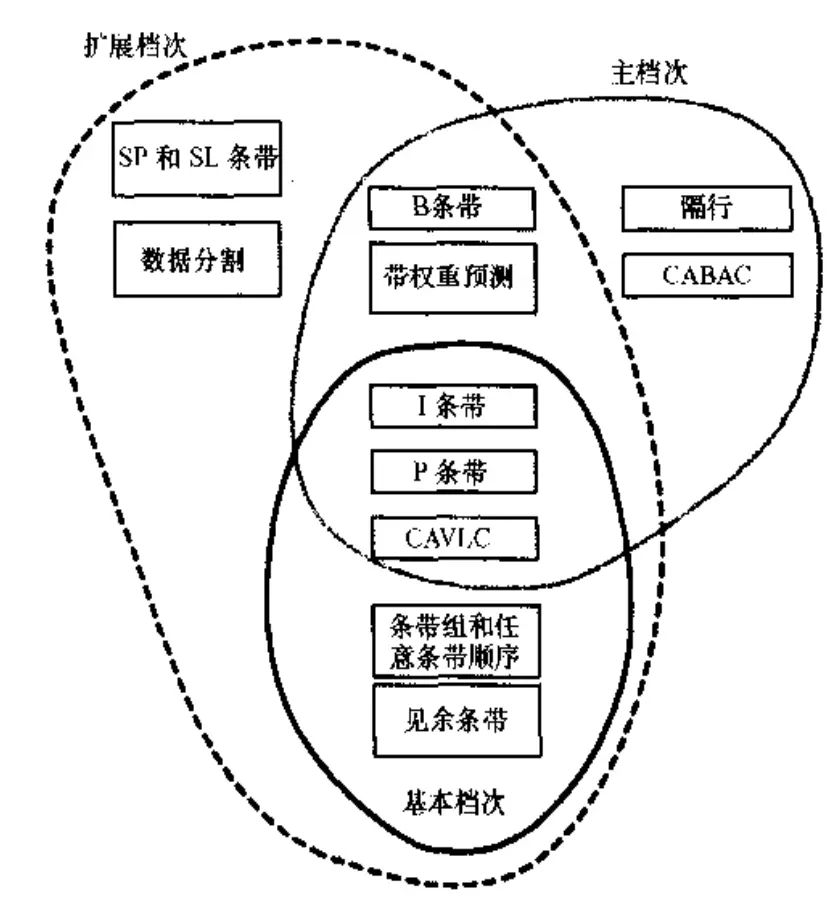 扩展档次
主档次
SP 和 SL 条带
B条带
隔行
数据分割
带权重预测
CABAC
I 条带
P 条带
CAVLC
条带组和任
意条带顺序
见余条带
基本档次